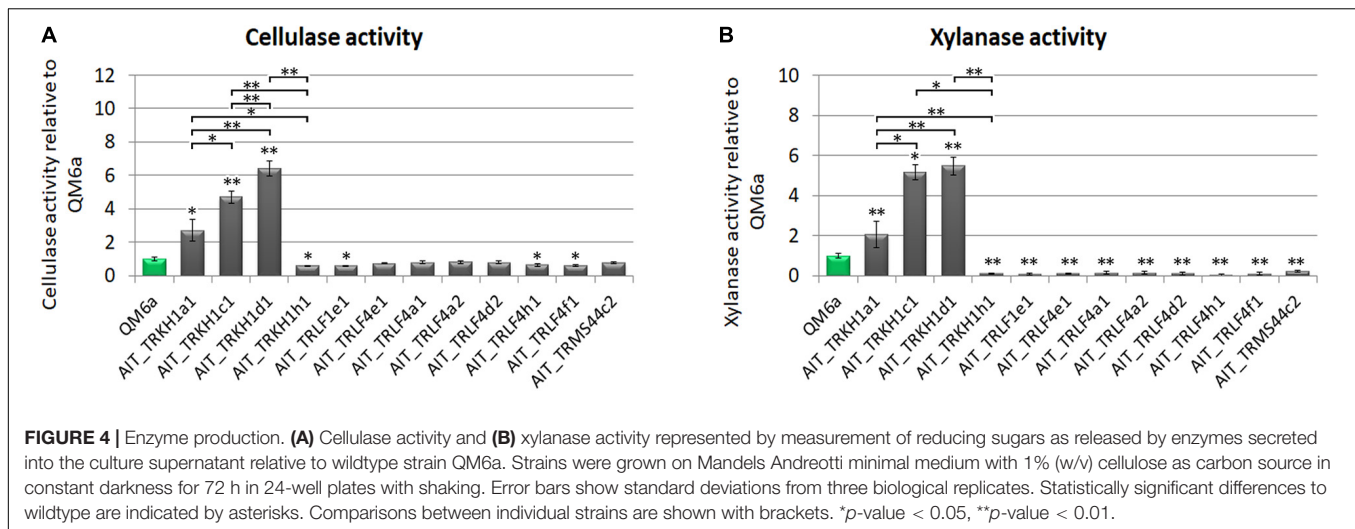 A
Cellulase activity
Cellulase activity relative to
QM6a
12
10
8
6
4
2
0
**
**
**
*
**
*
*
**
**
*
*
*
*
QM6a
AIT_TRKH1a1
AIT_TRKH1c1
AIT_TRKH1d1
AIT_TRKH1h1
AIT_TRLF1e1
AIT_TRLF4e1
AIT_TRLF4a1
AIT_TRLF4a2
AIT_TRLF4d2
AIT_TRLF4h1
AIT_TRLF4f1
AIT_TRMS44c2
B
Xylanase activity
Xylanase activity relative to
QM6a
10
8
6
4
2
0
**
*
**
**
*
**
*
**
**
**
**
**
**
**
**
**
**
QM6a
AIT_TRKH1a1
AIT_TRKH1c1
AIT_TRKH1d1
AIT_TRKH1h1
AIT_TRLF1e1
AIT_TRLF4e1
AIT_TRLF4a1
AIT_TRLF4a2
AIT_TRLF4d2
AIT_TRLF4h1
AIT_TRLF4f1
AIT_TRMS44c2
FIGURE 4 | Enzyme production. (A) Cellulase activity and (B) xylanase activity represented by measurement of reducing sugars as released by enzymes secreted
into the culture supernatant relative to wildtype strain QM6a. Strains were grown on Mandels Andreotti minimal medium with 1% (w/v) cellulose as carbon source in
constant darkness for 72 h in 24-well plates with shaking. Error bars show standard deviations from three biological replicates. Statistically significant differences to
wildtype are indicated by asterisks. Comparisons between individual strains are shown with brackets. *p-value < 0.05, **p-value < 0.01.